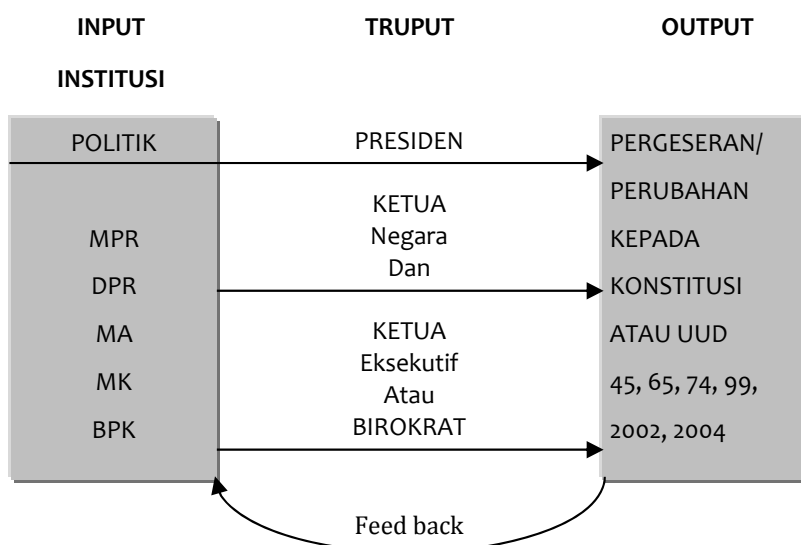 INPUT
INSTITUSI
TRUPUT
OUTPUT
POLITIK
MPR
DPR
MA
MK
BPK
PRESIDEN
KETUA
Negara
Dan
KETUA
Eksekutif
Atau
BIROKRAT
PERGESERAN/
PERUBAHAN
KEPADA
KONSTITUSI
ATAU UUD
45, 65, 74, 99,
2002, 2004
Feed back